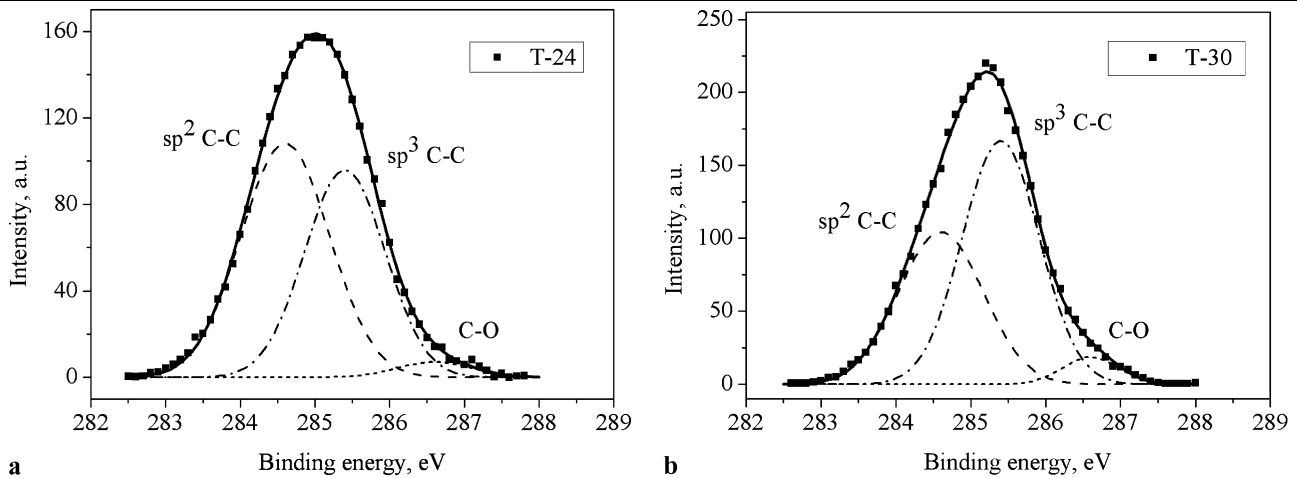 160
120
80
40
0
Intensity, a.u.
T-24
sp² C-C
sp³ C-C
C-O
282 283 284 285 286 287 288 289
Binding energy, eV
a
250
200
150
100
50
0
Intensity, a.u.
T-30
sp³ C-C
sp² C-C
C-O
282 283 284 285 286 287 288 289
Binding energy, eV
b